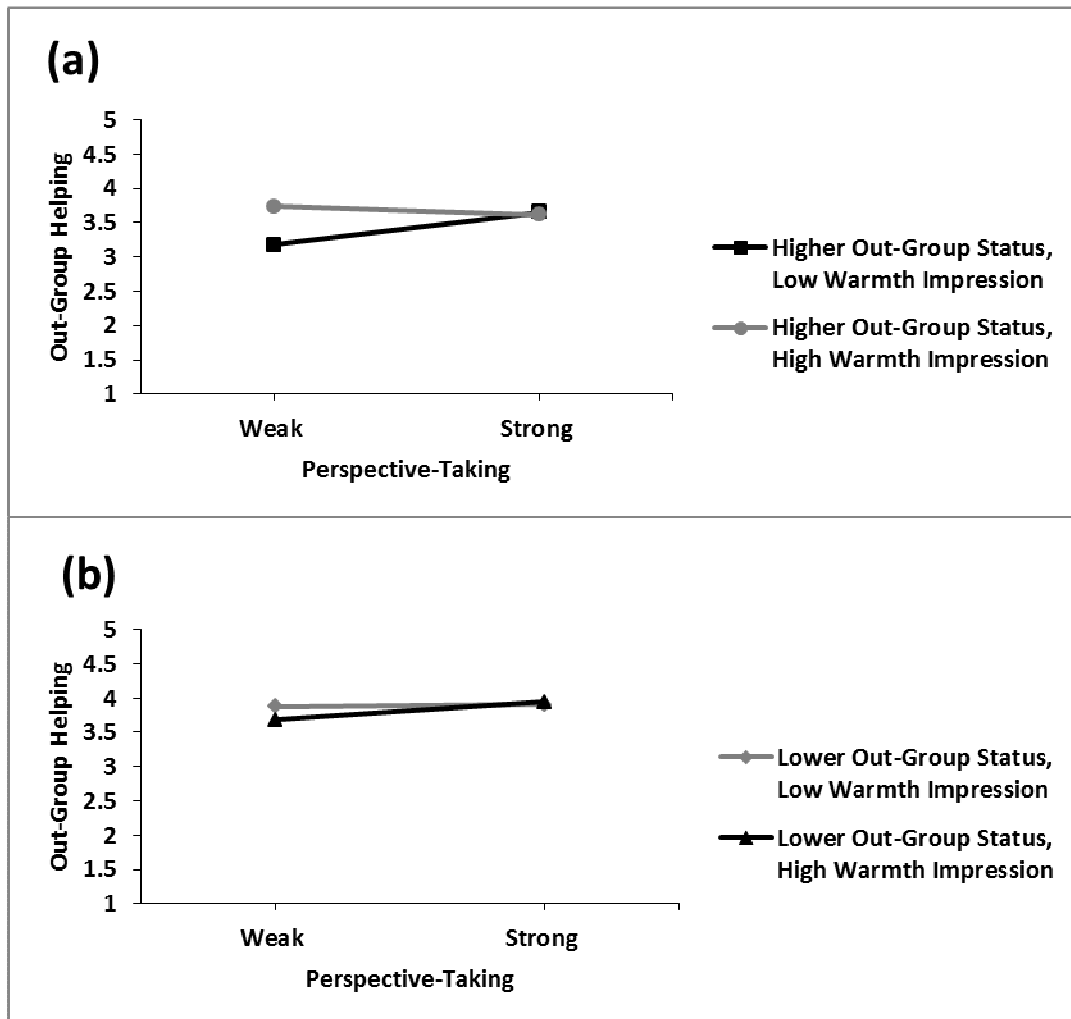 (a)
5
4.5
4
3.5
3
2.5
2
1.5
1
Out-Group Helping
Weak
Strong
Perspective-Taking
Higher Out-Group Status,
Low Warmth Impression
Higher Out-Group Status,
High Warmth Impression
(b)
5
4.5
4
3.5
3
2.5
2
1.5
1
Out-Group Helping
Weak
Strong
Perspective-Taking
Lower Out-Group Status,
Low Warmth Impression
Lower Out-Group Status,
High Warmth Impression